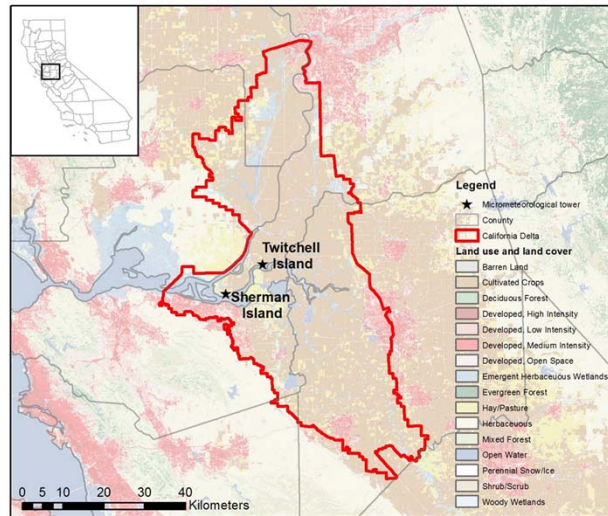 Twitchell
Island
Sherman
Island
Legend
Micrometeorological tower
Conunty
California Delta
Land use and land cover
Barren Land
Cultivated Crops
Deciduous Forest
Developed, High Intensity
Developed, Low Intensity
Developed, Medium Intensity
Developed, Open Space
Emergent Herbaceuous Wetlands
Evergreen Forest
Hay/Pasture
Herbaceous
Mixed Forest
Open Water
Perennial Snow/Ice
Shrub/Scrub
Woody Wetlands
0 5 10 20 30 40
Kilometers